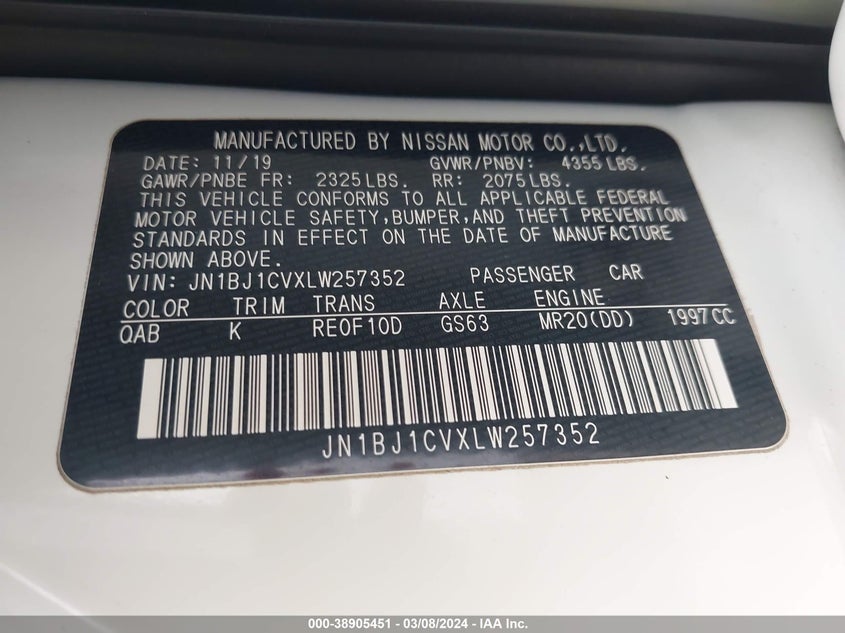 MANUFACTURED BY NISSAN MOTOR CO.,LTD.
DATE: 11/19 GVWR/PNBV: 4355 LBS.
GAWR/PNBE FR: 2325 LBS. RR: 2075 LBS.
THIS VEHICLE CONFORMS TO ALL APPLICABLE FEDERAL
MOTOR VEHICLE SAFETY,BUMPER,AND THEFT PREVENTION
STANDARDS IN EFFECT ON THE DATE OF MANUFACTURE
SHOWN ABOVE.
VIN: JN1BJ1CVXLW257352 PASSENGER CAR
COLOR TRIM TRANS AXLE ENGINE
QAB K RE0F10D GS63 MR20(DD) 1997CC
JN1BJ1CVXLW257352
000-38905451 - 03/08/2024 - IAA Inc.